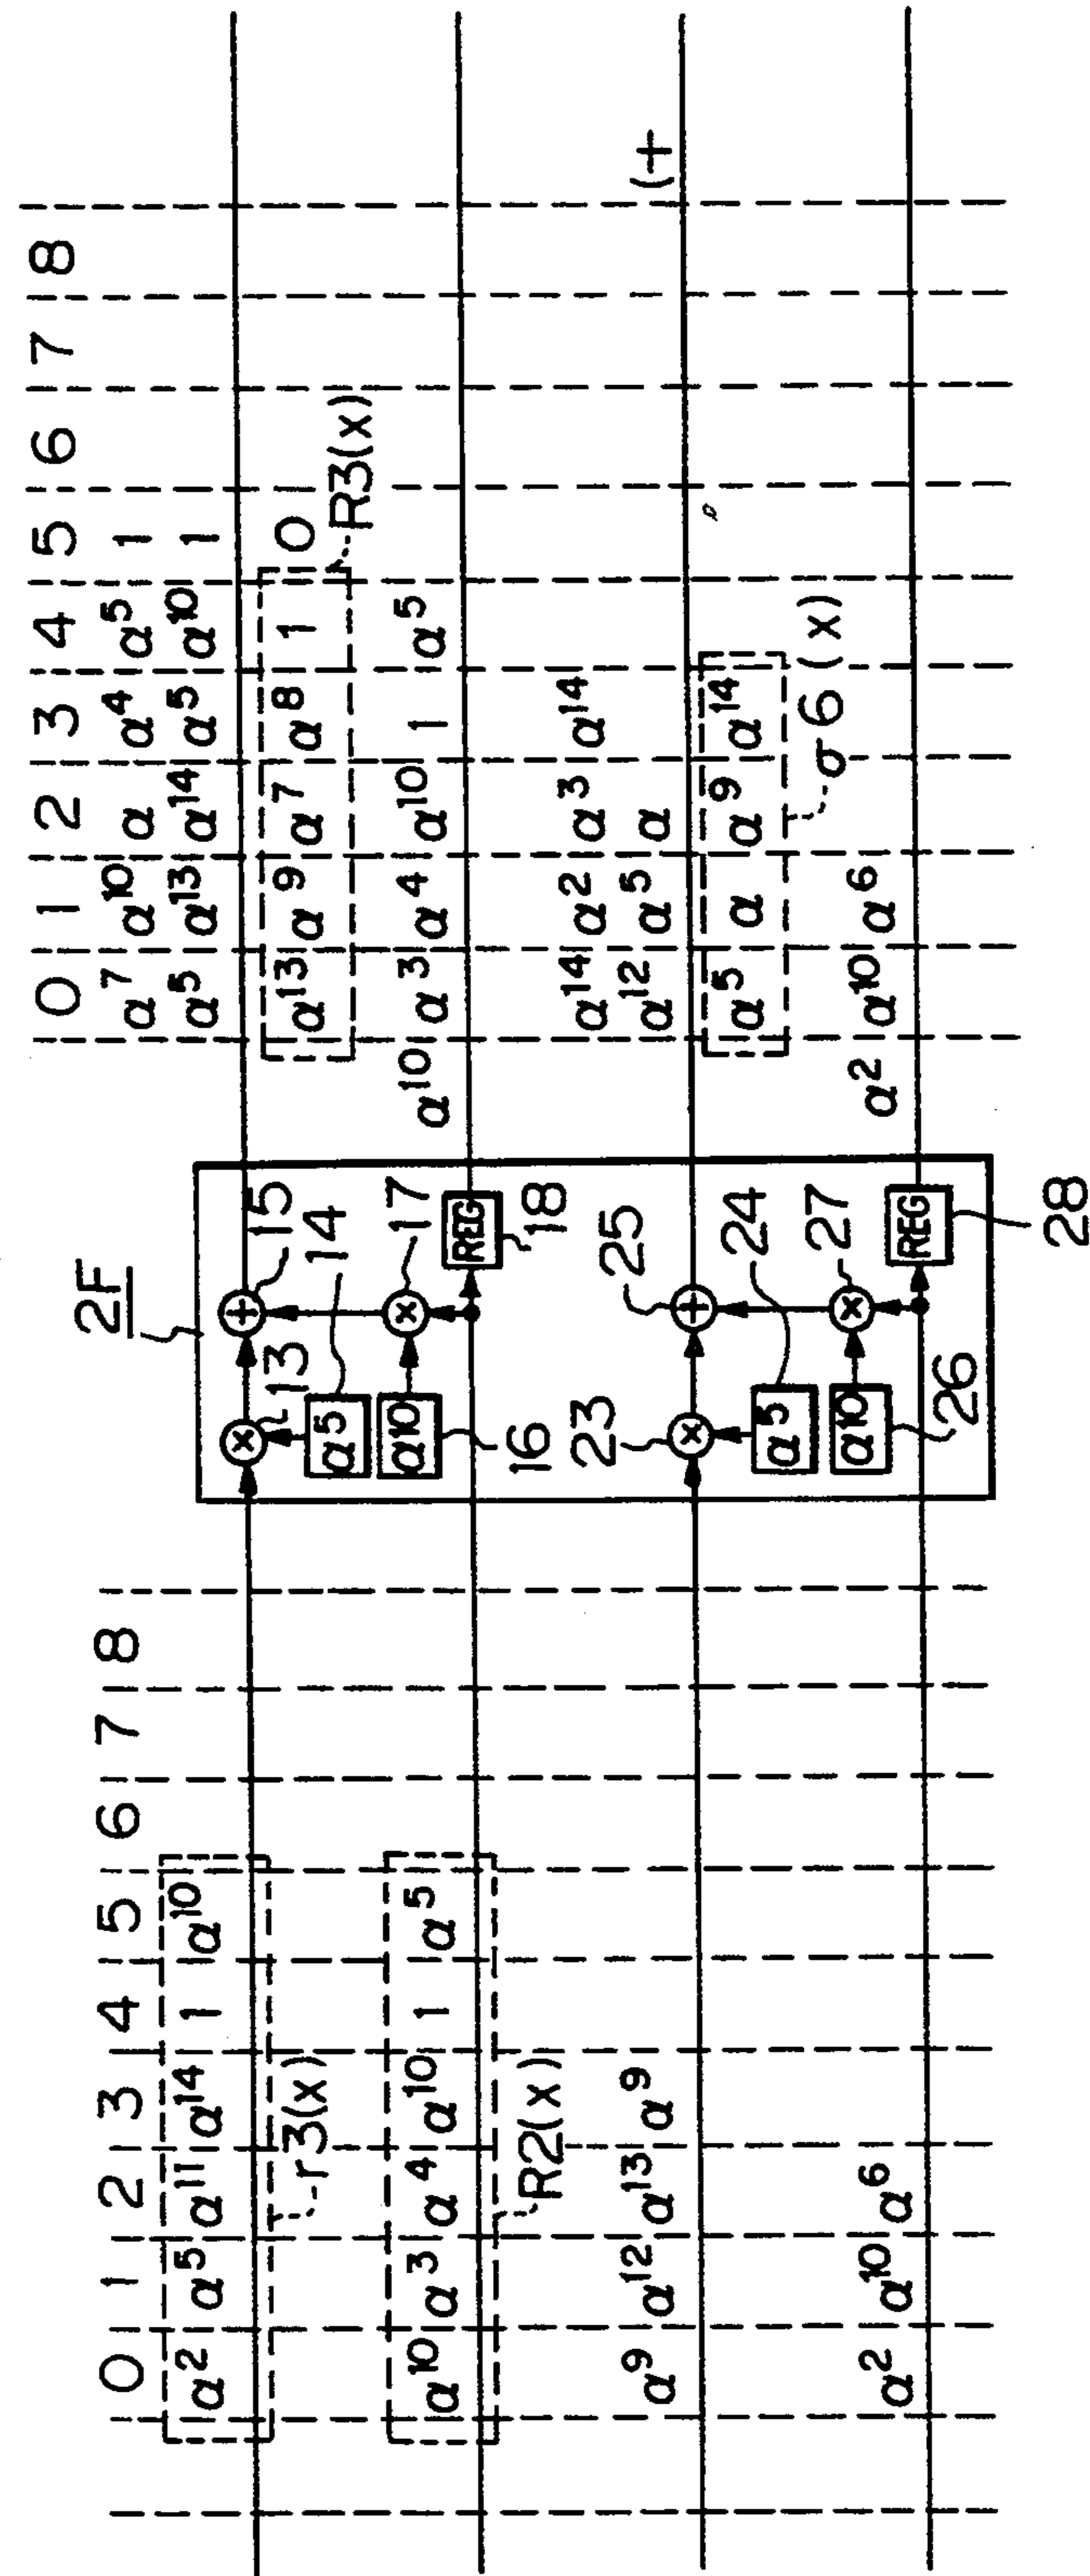 2F
0 1 2 3 4 5 6 7 8
α² α⁵ α¹¹ α¹⁴ 1 α¹⁰
r3(x)
α¹⁰ α³ α⁴ α¹⁰ 1 α⁵
R2(x)
α⁹ α¹² α¹³ α⁹
α² α¹⁰ α⁶
13
15
14
α⁵
α¹⁰
17
16
REG
18
23
25
24
α⁵
α¹⁰
27
26
REG
28
0 1 2 3 4 5 6 7 8
α⁷ α¹⁰ α α⁴ α⁵ 1
α⁵ α¹³ α¹⁴ α⁵ α¹⁰ 1
α¹³ α⁹ α⁷ α⁸ 1 0
R3(x)
α¹⁰ α³ α⁴ α¹⁰ 1 α⁵
α¹⁴ α² α³ α¹⁴
α¹² α⁵ α
(+
α⁵ α α⁹ α¹⁴
σ6(x)
α² α¹⁰ α⁶